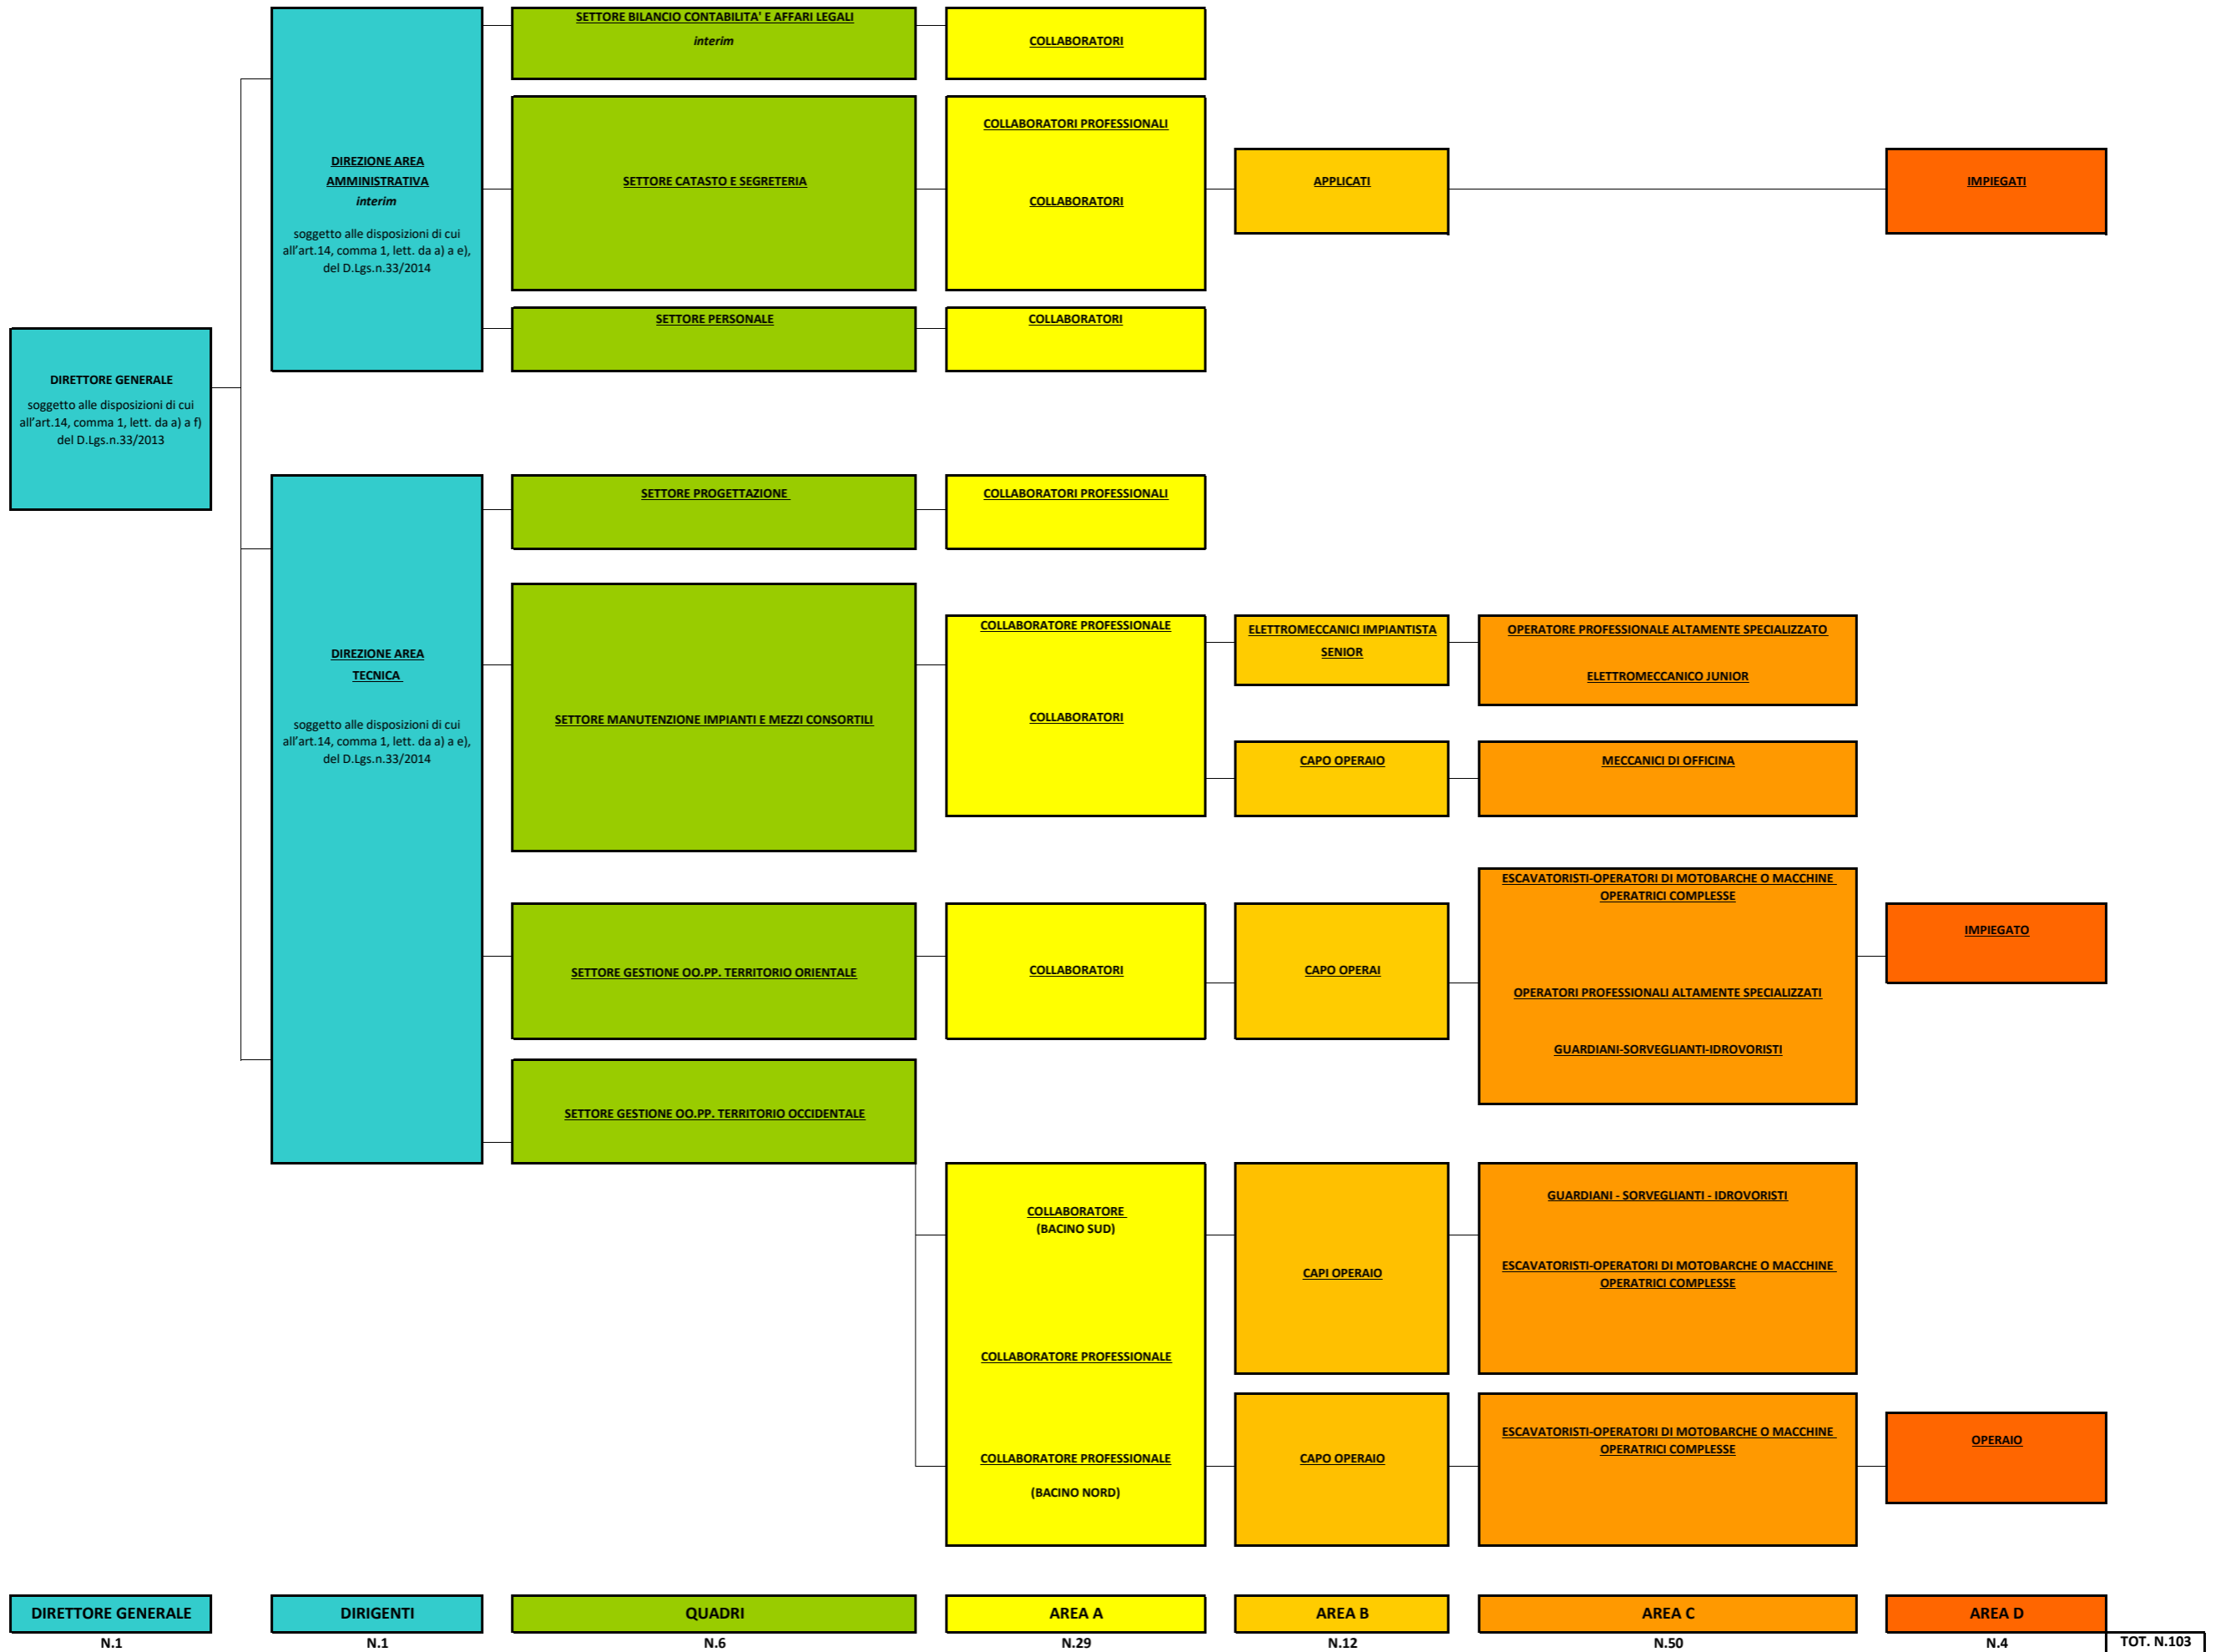 DIRETTORE GENERALE
soggetto alle disposizioni di cui
all'art.14, comma 1, lett. da a) a f)
del D.Lgs.n.33/2013
DIREZIONE AREA
AMMINISTRATIVA
interim
soggetto alle disposizioni di cui
all'art.14, comma 1, lett. da a) a e),
del D.Lgs.n.33/2014
SETTORE BILANCIO CONTABILITA' E AFFARI LEGALI
interim
COLLABORATORI
SETTORE CATASTO E SEGRETERIA
COLLABORATORI PROFESSIONALI
COLLABORATORI
APPLICATI
IMPIEGATI
SETTORE PERSONALE
COLLABORATORI
DIREZIONE AREA
TECNICA
soggetto alle disposizioni di cui
all'art.14, comma 1, lett. da a) a e),
del D.Lgs.n.33/2014
SETTORE PROGETTAZIONE
COLLABORATORI PROFESSIONALI
SETTORE MANUTENZIONE IMPIANTI E MEZZI CONSORTILI
COLLABORATORE PROFESSIONALE
COLLABORATORI
ELETTROMECCANICI IMPIANTISTA
SENIOR
OPERATORE PROFESSIONALE ALTAMENTE SPECIALIZZATO
ELETTROMECCANICO JUNIOR
CAPO OPERAIO
MECCANICI DI OFFICINA
SETTORE GESTIONE OO.PP. TERRITORIO ORIENTALE
COLLABORATORI
CAPO OPERAI
ESCAVATORISTI-OPERATORI DI MOTOBARCHE O MACCHINE
OPERATRICI COMPLESSE
OPERATORI PROFESSIONALI ALTAMENTE SPECIALIZZATI
GUARDIANI-SORVEGLIANTI-IDROVORISTI
IMPIEGATO
SETTORE GESTIONE OO.PP. TERRITORIO OCCIDENTALE
COLLABORATORE
(BACINO SUD)
COLLABORATORE PROFESSIONALE
COLLABORATORE PROFESSIONALE
(BACINO NORD)
CAPI OPERAIO
GUARDIANI - SORVEGLIANTI - IDROVORISTI
ESCAVATORISTI-OPERATORI DI MOTOBARCHE O MACCHINE
OPERATRICI COMPLESSE
CAPO OPERAIO
ESCAVATORISTI-OPERATORI DI MOTOBARCHE O MACCHINE
OPERATRICI COMPLESSE
OPERAIO
DIRETTORE GENERALE
DIRIGENTI
QUADRI
AREA A
AREA B
AREA C
AREA D
N.1
N.1
N.6
N.29
N.12
N.50
N.4
TOT. N.103